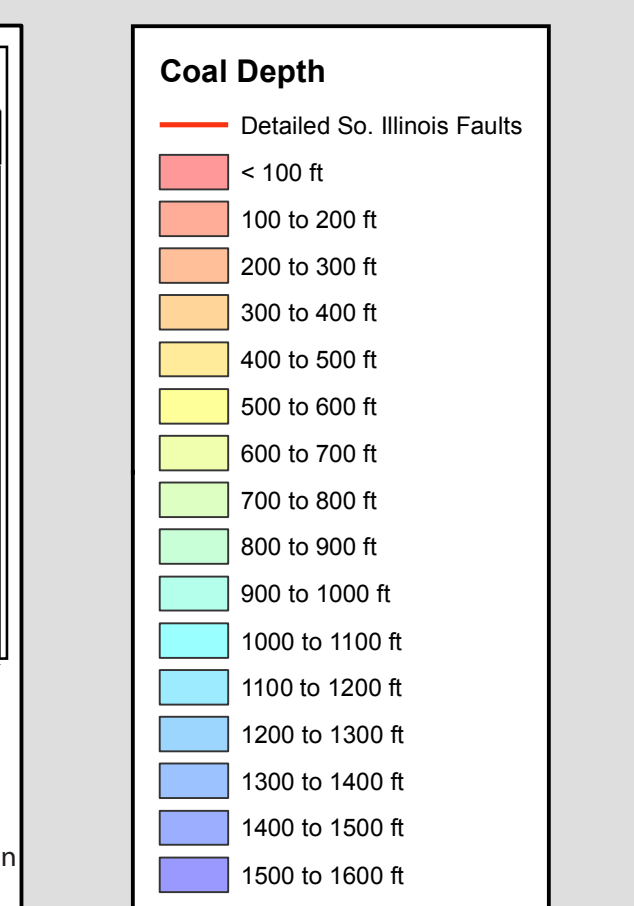 Coal Depth
Detailed So. Illinois Faults
< 100 ft
100 to 200 ft
200 to 300 ft
300 to 400 ft
400 to 500 ft
500 to 600 ft
600 to 700 ft
700 to 800 ft
800 to 900 ft
900 to 1000 ft
1000 to 1100 ft
1100 to 1200 ft
1200 to 1300 ft
1300 to 1400 ft
1400 to 1500 ft
n
1500 to 1600 ft